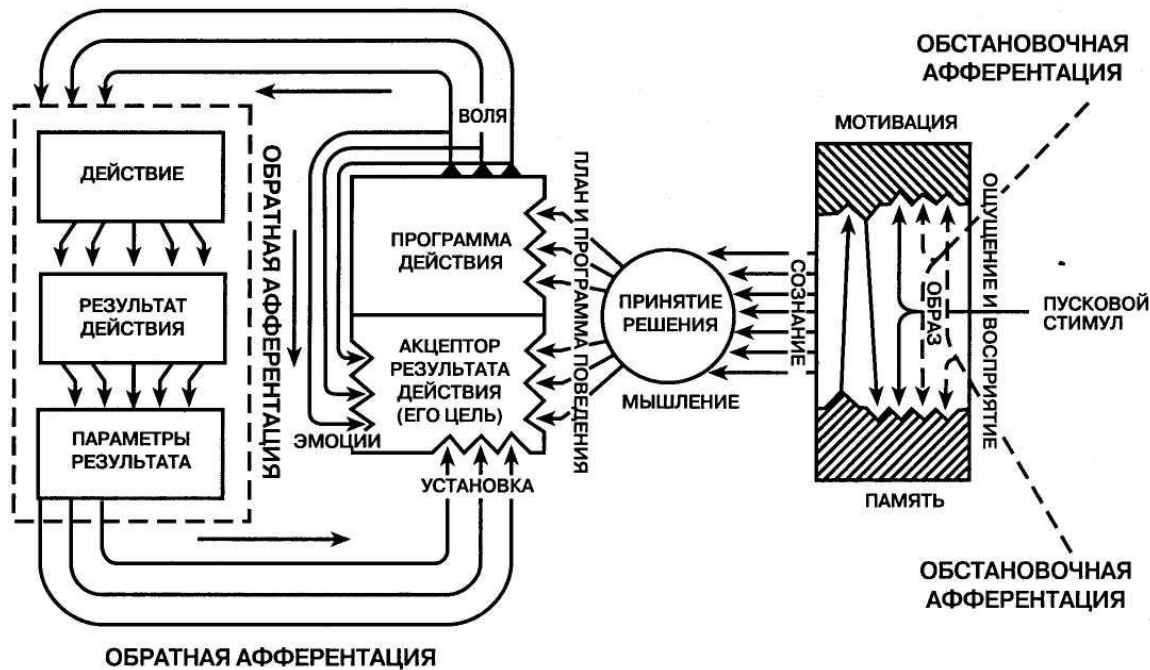 ОБСТАНОВОЧНАЯ
АФФЕРЕНТАЦИЯ
ВОЛЯ
МОТИВАЦИЯ
ДЕЙСТВИЕ
ОБРАТНАЯ АФФЕРЕНТАЦИЯ
ПРОГРАММА
ДЕЙСТВИЯ
ПЛАН И ПРОГРАММА ПОВЕДЕНИЯ
ПРИНЯТИЕ
РЕШЕНИЯ
СОЗНАНИЕ
ОБРАЗ
ОЩУЩЕНИЕ И ВОСПРИЯТИЕ
ПУСКОВОЙ
СТИМУЛ
РЕЗУЛЬТАТ
ДЕЙСТВИЯ
АКЦЕПТОР
РЕЗУЛЬТАТА
ДЕЙСТВИЯ
(ЕГО ЦЕЛЬ)
МЫШЛЕНИЕ
ПАРАМЕТРЫ
РЕЗУЛЬТАТА
ЭМОЦИИ
УСТАНОВКА
ПАМЯТЬ
ОБСТАНОВОЧНАЯ
АФФЕРЕНТАЦИЯ
ОБРАТНАЯ АФФЕРЕНТАЦИЯ